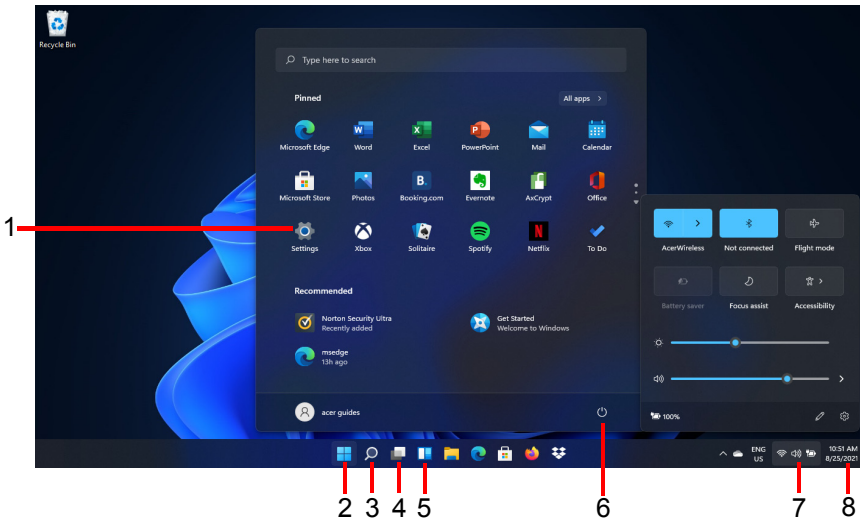 Recycle Bin
Type here to search
Pinned
All apps >
Microsoft Edge Word Excel PowerPoint Mail Calendar
Microsoft Store Photos Booking.com Evernote AxCrypt Office
1
Settings Xbox Solitaire Spotify Netflix To Do
AcerWireless Not connected Flight mode
Battery saver Focus assist Accessibility
Recommended
Norton Security Ultra
Recently added
Get Started
Welcome to Windows
msedge
13h ago
acer guides
100%
ENG
US
10:51 AM
8/25/2021
2 3 4 5 6 7 8